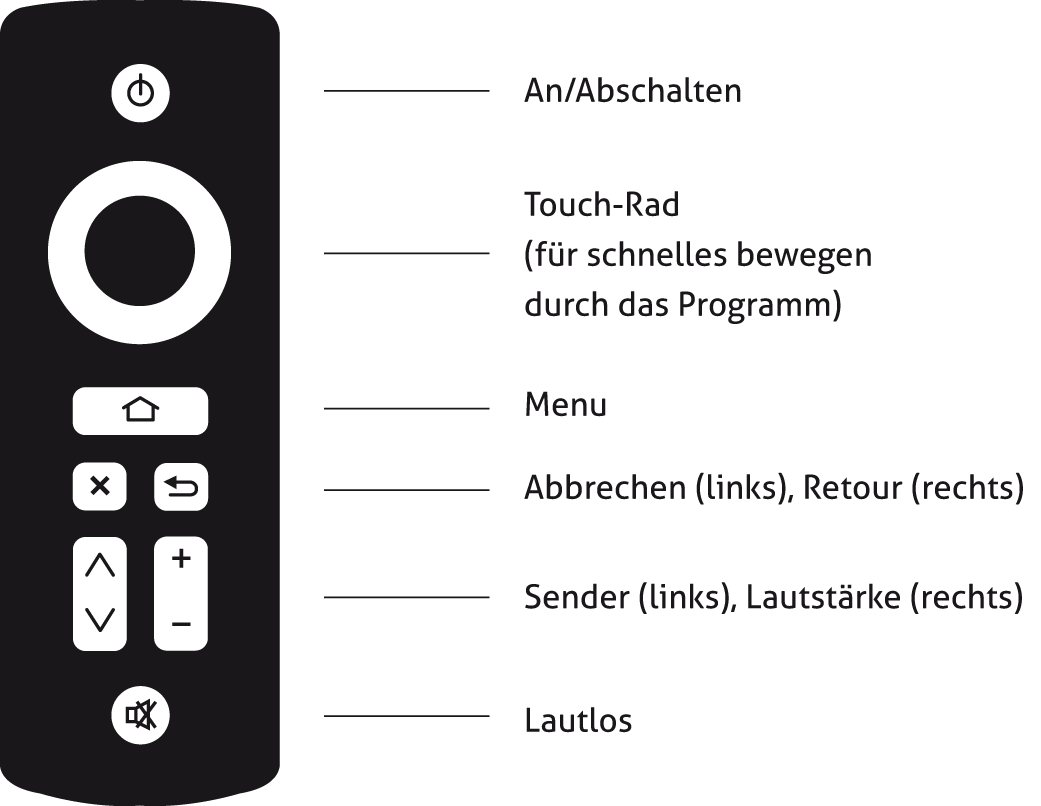 An/Abschalten
Touch-Rad
(für schnelles bewegen
durch das Programm)
Menu
Abbrechen (links), Retour (rechts)
+
−
Sender (links), Lautstärke (rechts)
Lautlos